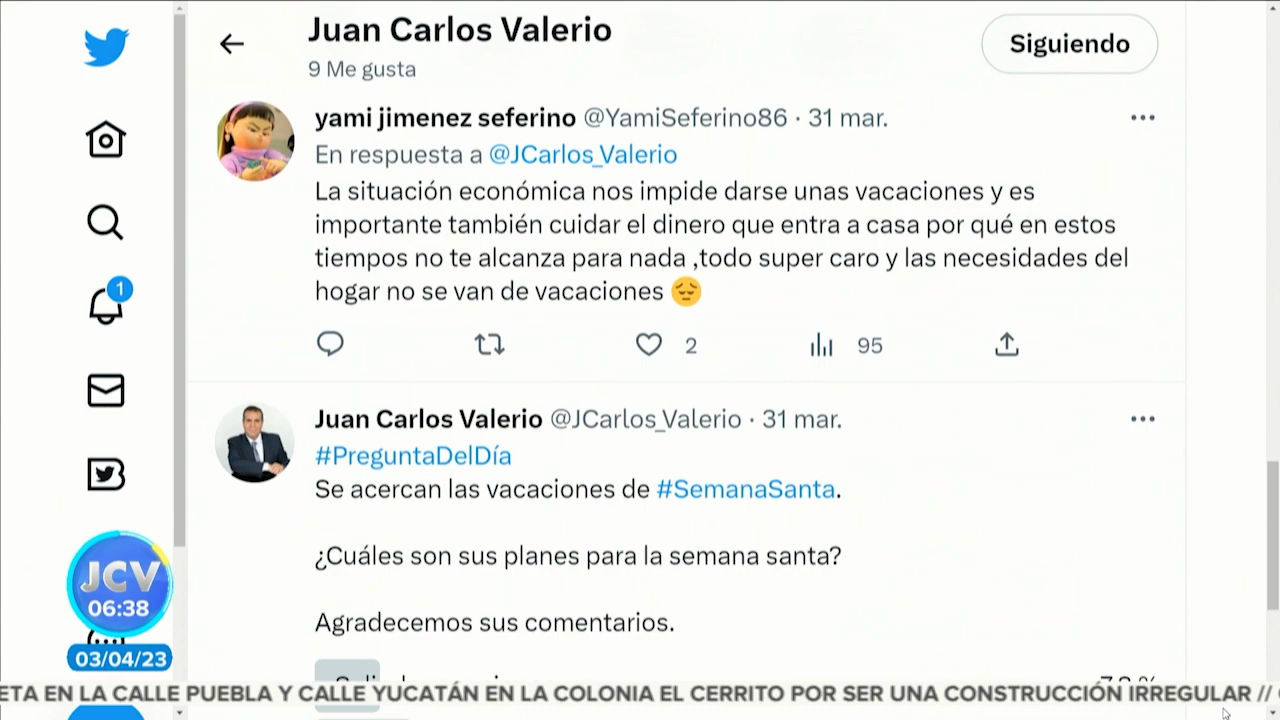 Juan Carlos Valerio
9 Me gusta
Siguiendo
yami jimenez seferino @YamiSeferino86 · 31 mar.
En respuesta a @JCarlos_Valerio
La situación económica nos impide darse unas vacaciones y es
importante también cuidar el dinero que entra a casa por qué en estos
tiempos no te alcanza para nada ,todo super caro y las necesidades del
hogar no se van de vacaciones 😔
2
95
1
Juan Carlos Valerio @JCarlos_Valerio · 31 mar.
#PreguntaDelDía
Se acercan las vacaciones de #SemanaSanta.
¿Cuáles son sus planes para la semana santa?
Agradecemos sus comentarios.
JCV
06:38
03/04/23
ETA EN LA CALLE PUEBLA Y CALLE YUCATÁN EN LA COLONIA EL CERRITO POR SER UNA CONSTRUCCIÓN IRREGULAR //